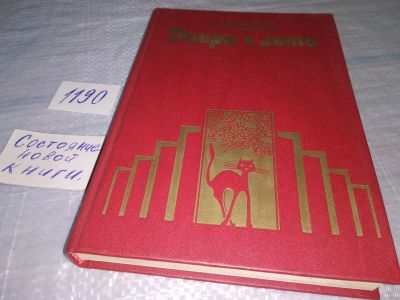 Дверь в лето
1190
Состояние
новой
книги.